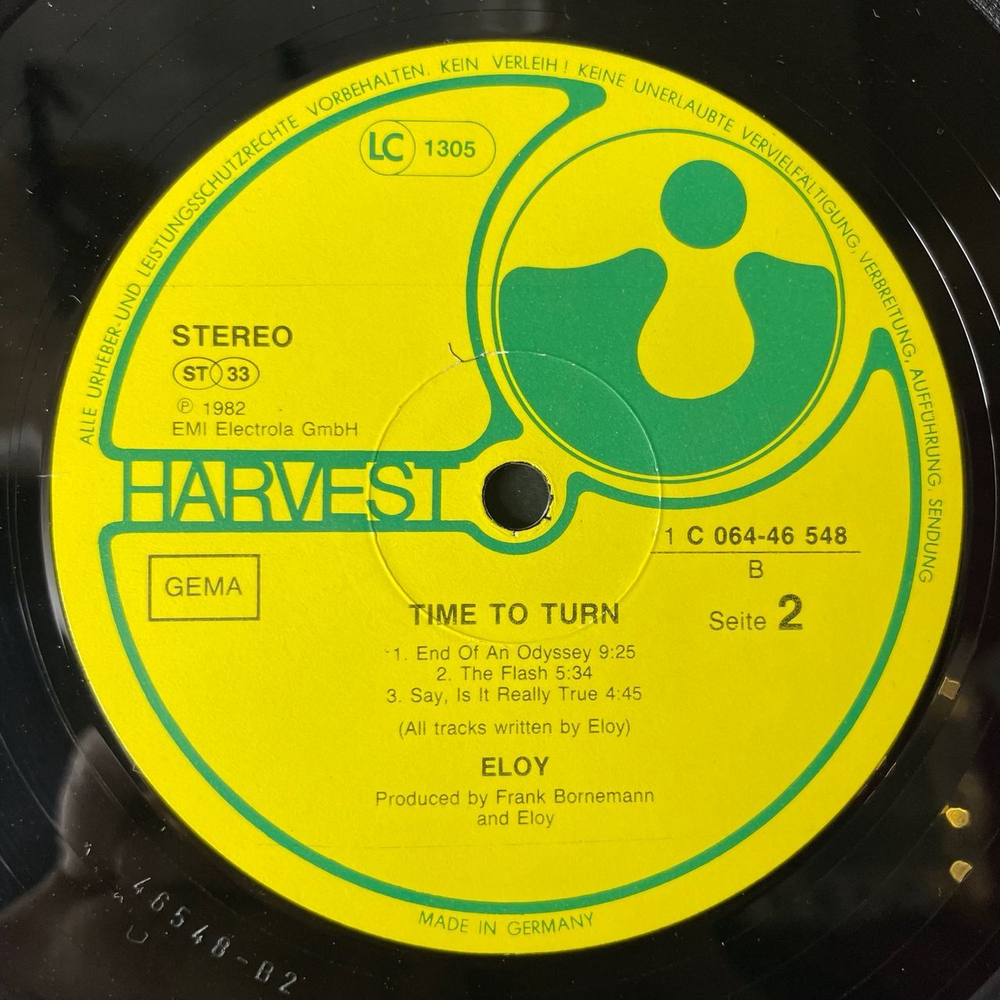 ALLE URHEBER- UND LEISTUNGSSCHUTZRECHTE VORBEHALTEN. KEIN VERLEIH! KEINE UNERLAUBTE VERVIELFÄLTIGUNG, VERBREITUNG, AUFFÜHRUNG, SENDUNG
LC 1305
STEREO
ST 33
℗ 1982
EMI Electrola GmbH
HARVEST
1 C 064-46 548
B
GEMA
Seite 2
TIME TO TURN
1. End Of An Odyssey 9:25
2. The Flash 5:34
3. Say, Is It Really True 4:45
(All tracks written by Eloy)
ELOY
Produced by Frank Bornemann
and Eloy
MADE IN GERMANY
46548-B2